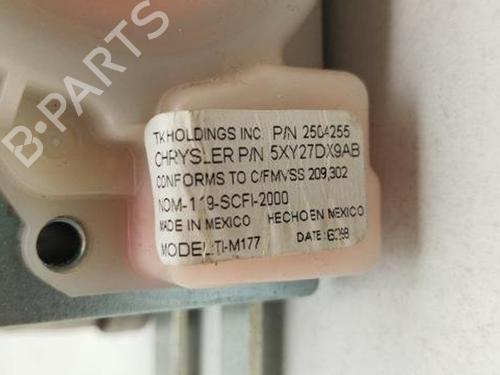 TK HOLDINGS INC. P/N 2504255
CHRYSLER P/N 5XY27DX9AB
CONFORMS TO C/FMVSS 209,302
NOM-119-SCFI-2000
MADE IN MEXICO HECHO EN MEXICO
MODEL: TI-M177 DATE:
B-PARTS